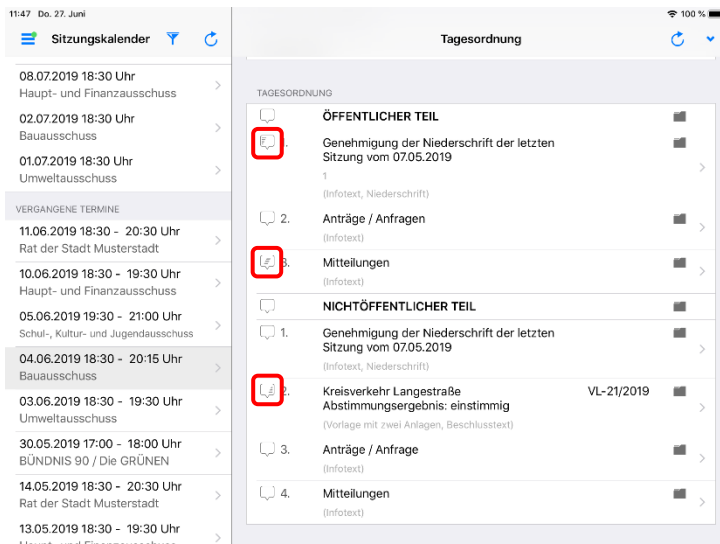 11:47 Do. 27. Juni
100 %
Sitzungskalender
Tagesordnung
08.07.2019 18:30 Uhr
Haupt- und Finanzausschuss
02.07.2019 18:30 Uhr
Bauausschuss
01.07.2019 18:30 Uhr
Umweltausschuss
VERGANGENE TERMINE
11.06.2019 18:30 - 20:30 Uhr
Rat der Stadt Musterstadt
10.06.2019 18:30 - 19:30 Uhr
Haupt- und Finanzausschuss
05.06.2019 19:30 - 21:00 Uhr
Schul-, Kultur- und Jugendausschuss
04.06.2019 18:30 - 20:15 Uhr
Bauausschuss
03.06.2019 18:30 - 19:30 Uhr
Umweltausschuss
30.05.2019 17:00 - 18:00 Uhr
BÜNDNIS 90 / Die GRÜNEN
14.05.2019 18:30 - 20:30 Uhr
Rat der Stadt Musterstadt
13.05.2019 18:30 - 19:30 Uhr
Haupt- und Finanzausschuss
TAGESORDNUNG
ÖFFENTLICHER TEIL
1. Genehmigung der Niederschrift der letzten
Sitzung vom 07.05.2019
1
(Infotext, Niederschrift)
2. Anträge / Anfragen
(Infotext)
3. Mitteilungen
(Infotext)
NICHTÖFFENTLICHER TEIL
1. Genehmigung der Niederschrift der letzten
Sitzung vom 07.05.2019
(Infotext, Niederschrift)
2. Kreisverkehr Langestraße VL-21/2019
Abstimmungsergebnis: einstimmig
(Vorlage mit zwei Anlagen, Beschlusstext)
3. Anträge / Anfrage
(Infotext)
4. Mitteilungen
(Infotext)